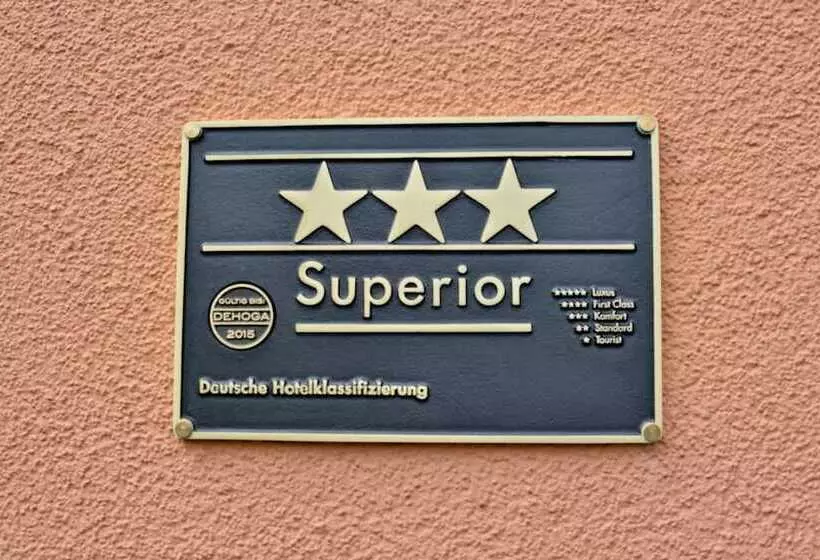 Superior
GÜLTIG BIS:
DEHOGA
2015
***** Luxus
**** First Class
*** Komfort
** Standard
* Tourist
Deutsche Hotelklassifizierung